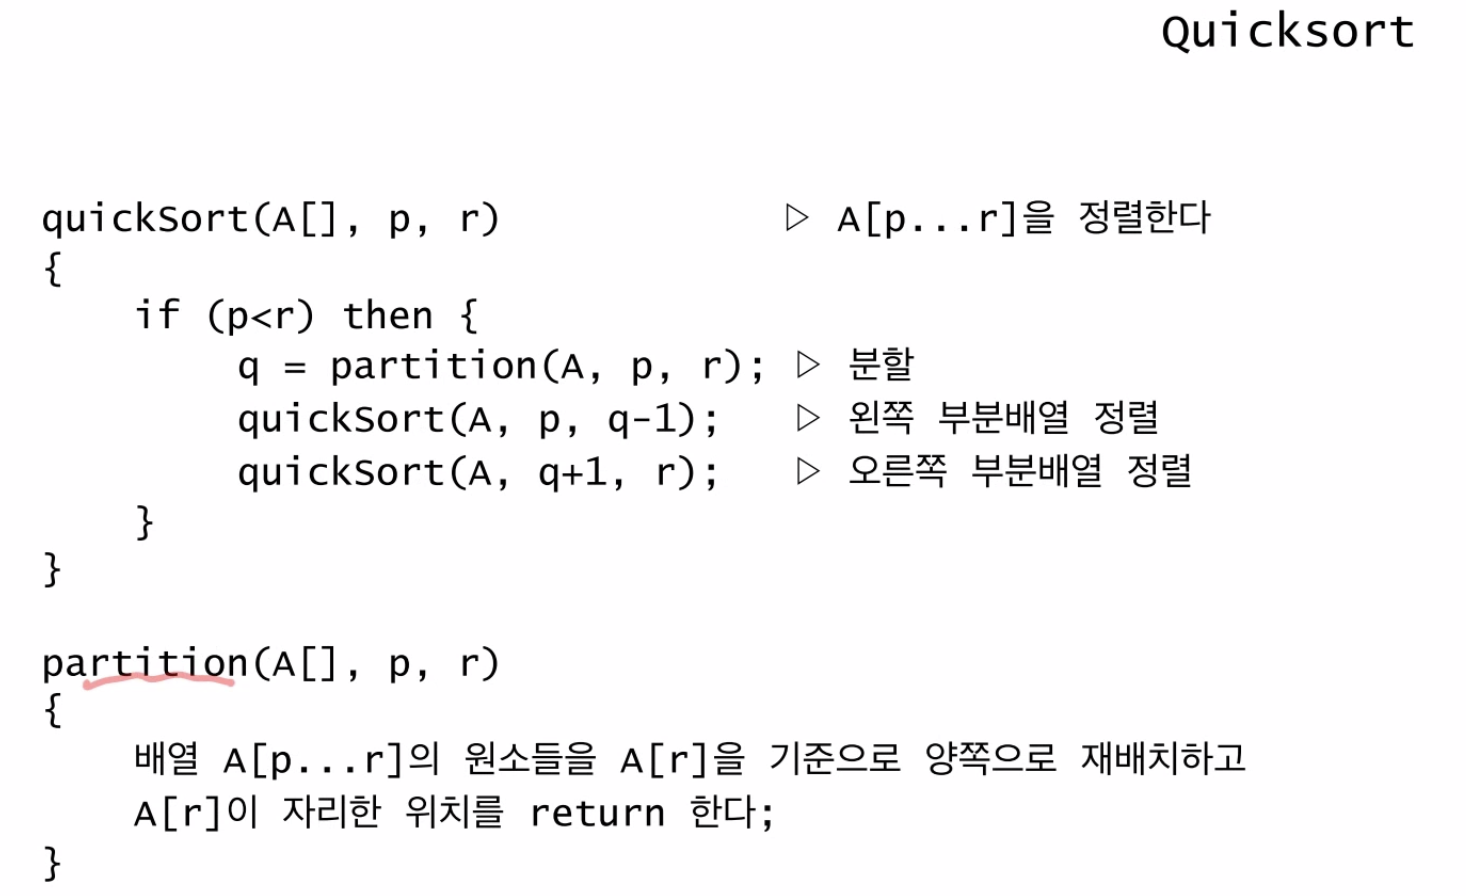 Quicksort
quickSort(A[], p, r) ▷ A[p...r]을 정렬한다
{
if (p<r) then {
q = partition(A, p, r); ▷ 분할
quickSort(A, p, q-1); ▷ 왼쪽 부분배열 정렬
quickSort(A, q+1, r); ▷ 오른쪽 부분배열 정렬
}
}
partition(A[], p, r)
{
배열 A[p...r]의 원소들을 A[r]을 기준으로 양쪽으로 재배치하고
A[r]이 자리한 위치를 return 한다;
}